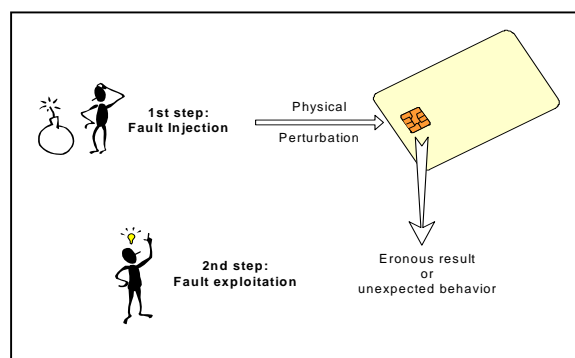 1st step:
Fault Injection
Physical
Perturbation
2nd step:
Fault exploitation
Eronous result
or
unexpected behavior